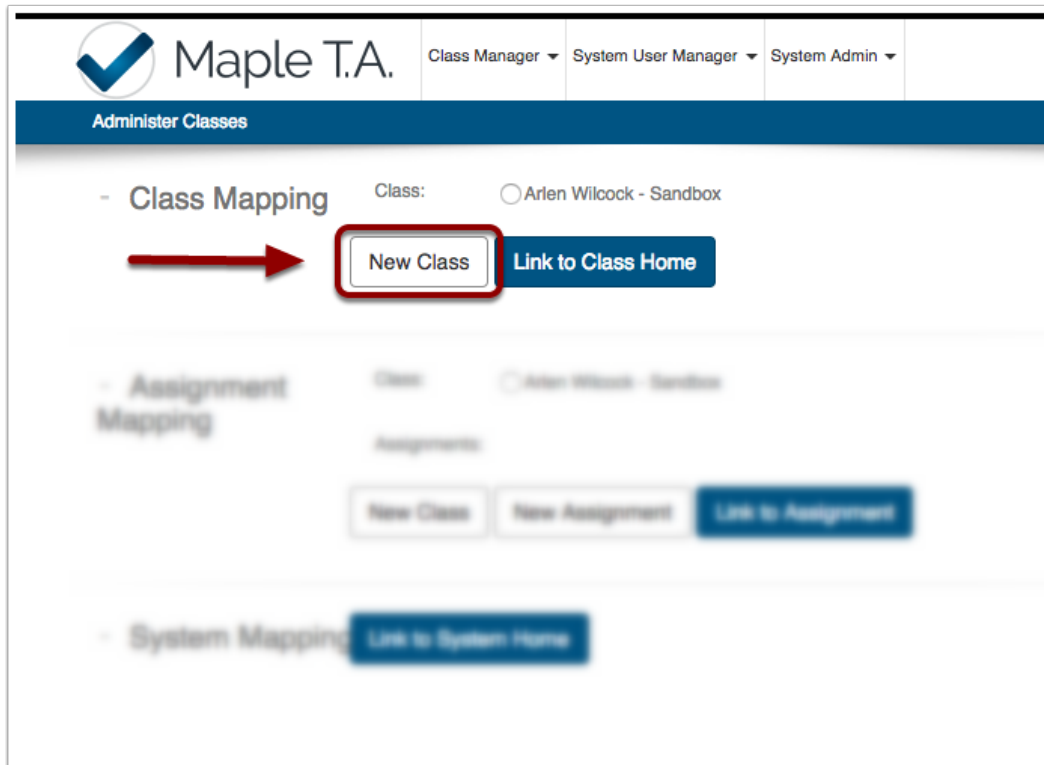 Maple T.A.
Class Manager System User Manager System Admin
Administer Classes
- Class Mapping Class: Arlen Wilcock - Sandbox
New Class Link to Class Home
- Assignment Class: Arlen Wilcock - Sandbox
Mapping
Assignments:
New Class New Assignment Link to Assignment
- System Mapping Link to System Home